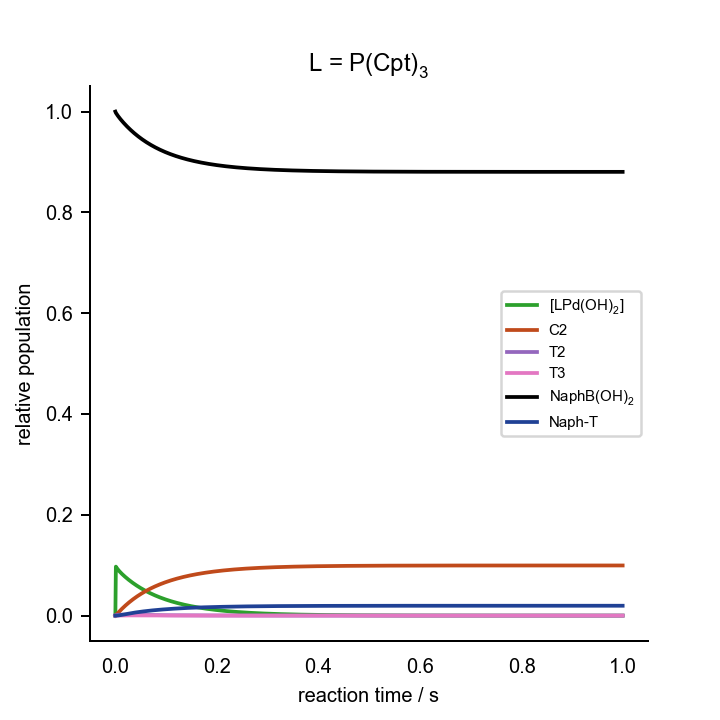 L = P(Cpt)₃
relative population
1.0
0.8
0.6
0.4
0.2
0.0
[LPd(OH)₂]
C2
T2
T3
NaphB(OH)₂
Naph-T
0.0 0.2 0.4 0.6 0.8 1.0
reaction time / s